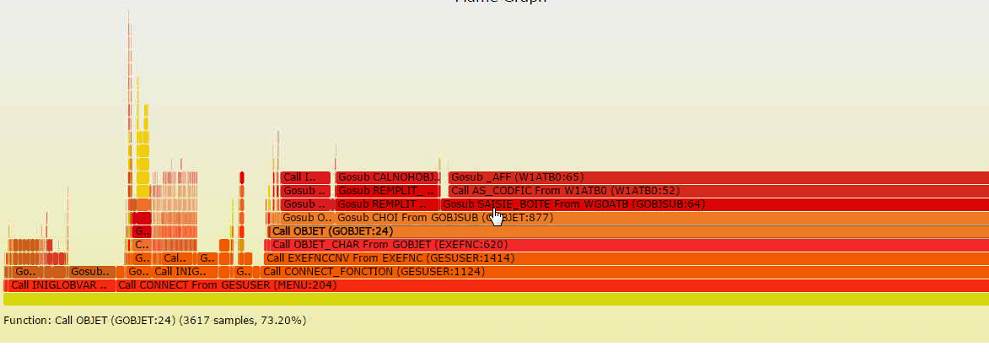 Flame Graph
Call I.. Gosub CALNOHOBJ.. Gosub _AFF (W1ATB0:65)
Gosub .. Gosub REMPLIT_ .. Call AS_CODFIC From W1ATB0 (W1ATB0:52)
Gosub .. Gosub REMPLIT .. Gosub SAISIE_BOITE From WGDATB (GOBJSUB:64)
Gosub O.. Gosub CHOI From GOBJSUB (GOBJET:877)
G.. Call OBJET (GOBJET:24)
C.. Call OBJET_CHAR From GOBJET (EXEFNC:620)
G.. Cal.. G.. Call EXEFNCCNV From EXEFNC (GESUSER:1414)
Go.. Gosub.. Go.. Call INIG.. G.. Call CONNECT_FONCTION (GESUSER:1124)
Call INIGLOBVAR .. Call CONNECT From GESUSER (MENU:204)
Function: Call OBJET (GOBJET:24) (3617 samples, 73.20%)